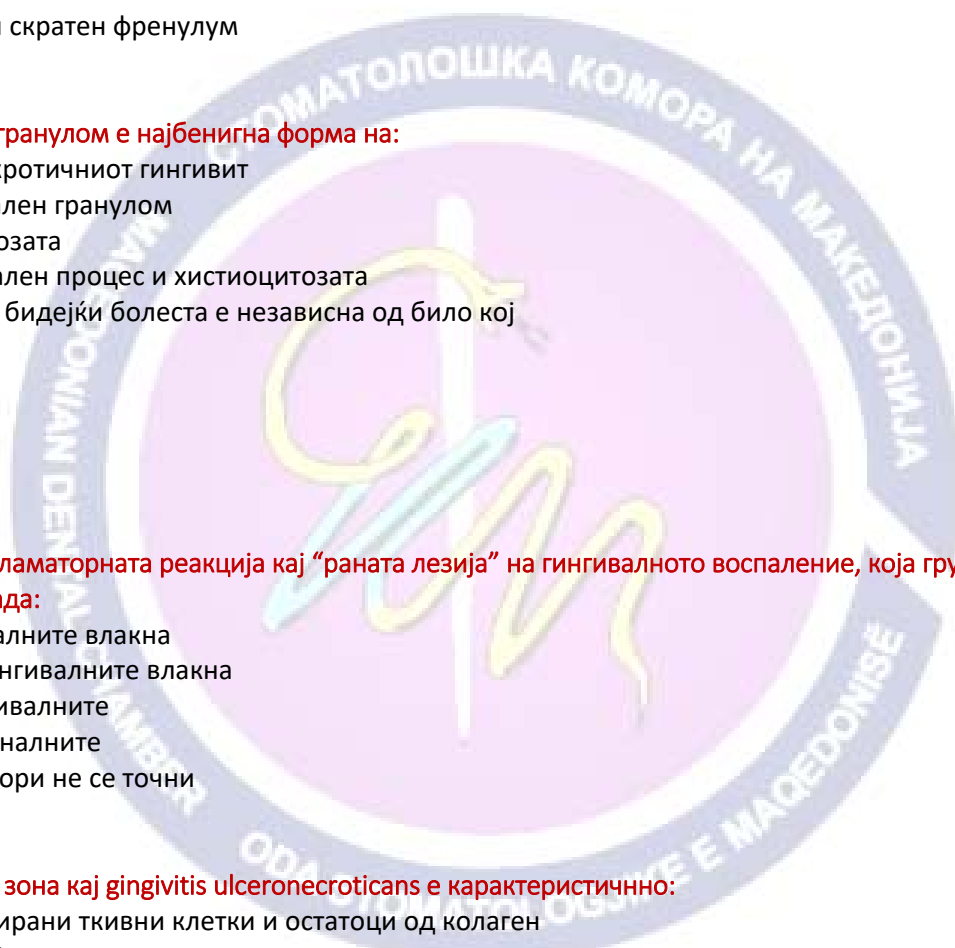 скратен френулум
гранулом е најбенигна форма на:
кротичниот гингивит
ален гранулом
озата
ален процес и хистиоцитозата
бидејќи болеста е независна од било кој
ламаторната реакција кај “раната лезија” на гингивалното воспаление, која гру
ада:
алните влакна
нгивалните влакна
ивалните
налните
ори не се точни
зона кај gingivitis ulceronecroticans е карактеристичнно:
ирани ткивни клетки и остатоци од колаген
СТОМАТОЛОШКА КОМОРА НА МАКЕДОНИЈА
MACEDONIAN DENTAL CHAMBER
ODA STOMATOLOGJIKE E MAQEDONISË